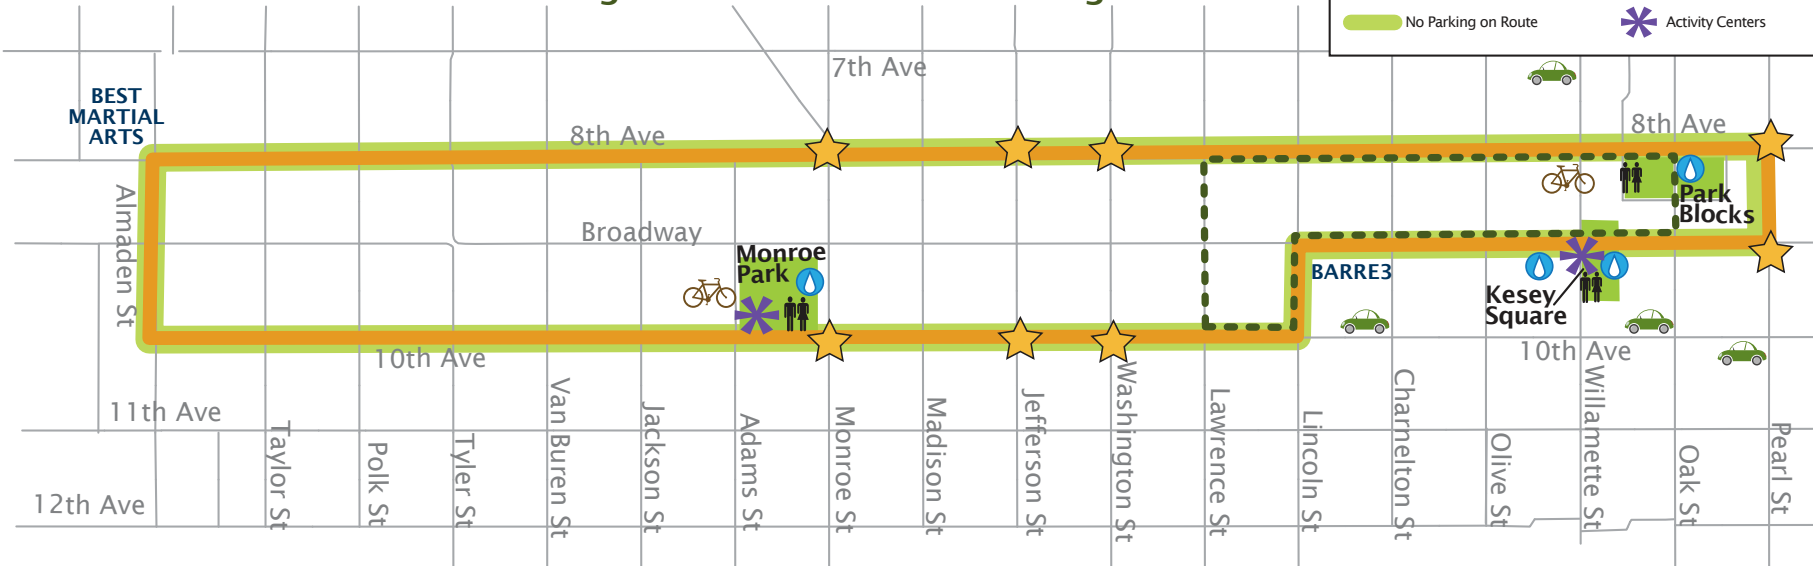 No Parking on Route
Activity Centers
7th Ave
BEST
MARTIAL
ARTS
8th Ave
8th Ave
Almaden St
Broadway
Park
Blocks
Monroe
Park
BARRE3
Kesey
Square
10th Ave
10th Ave
11th Ave
12th Ave
Taylor St
Polk St
Tyler St
Van Buren St
Jackson St
Adams St
Monroe St
Madison St
Jefferson St
Washington St
Lawrence St
Lincoln St
Charnelton St
Olive St
Willamette St
Oak St
Pearl St